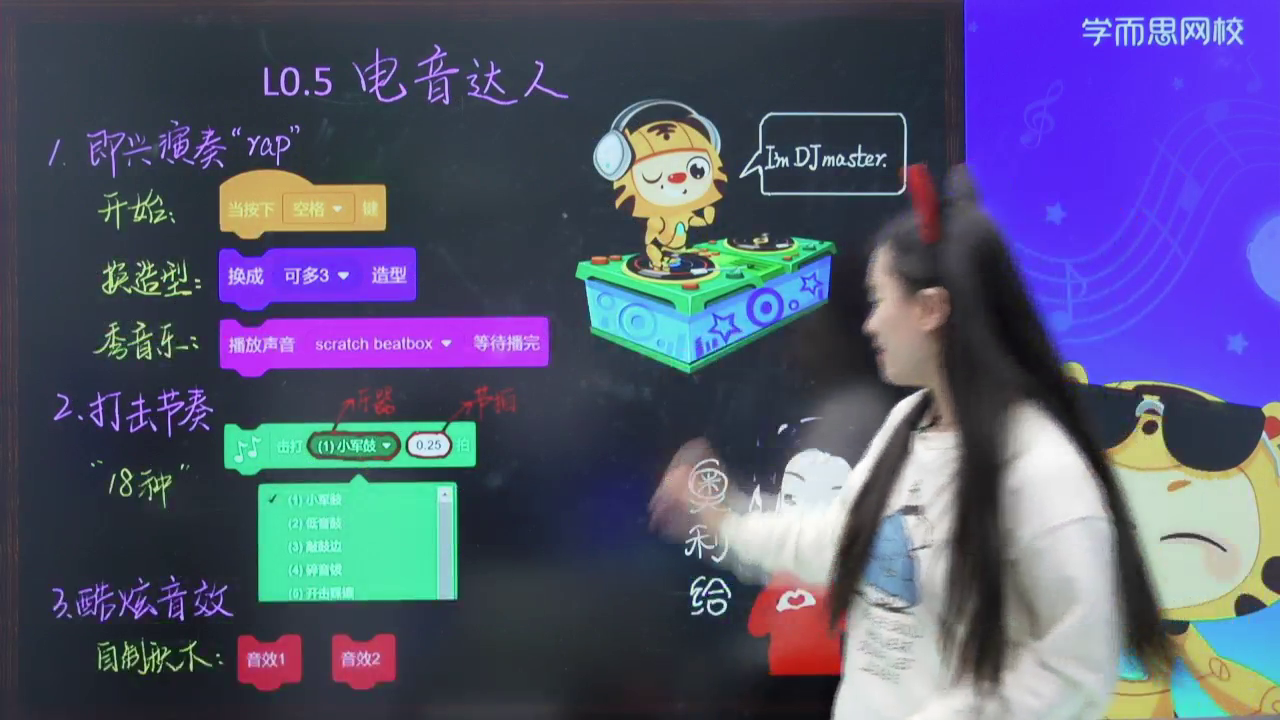 学而思网校
L0.5 电音达人
1. 即兴演奏“rap”
I'm DJ master.
开始:
当按下 空格 键
换造型:
换成 可多3 造型
秀音乐:
播放声音 scratch beatbox 等待播完
2. 打击节奏
乐器 节拍
击打 (1) 小军鼓 0.25 拍
“18种”
(1) 小军鼓
(2) 低音鼓
(3) 敲鼓边
(4) 碎音钹
(5) 开击踩镲
奥利给
3. 酷炫音效
自制积木:
音效1 音效2